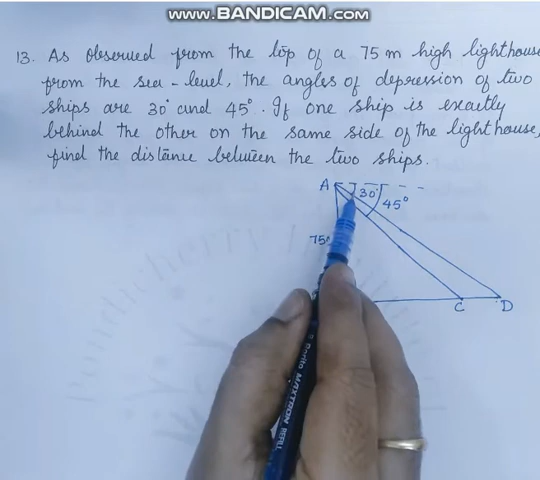 WWW.BANDICAM.COM
13. As observed from the top of a 75 m high lighthouse
from the sea-level, the angles of depression of two
ships are 30° and 45°. If one ship is exactly
behind the other on the same side of the lighthouse,
find the distance between the two ships.
A 30° 45°
75
C D
Pondicherry